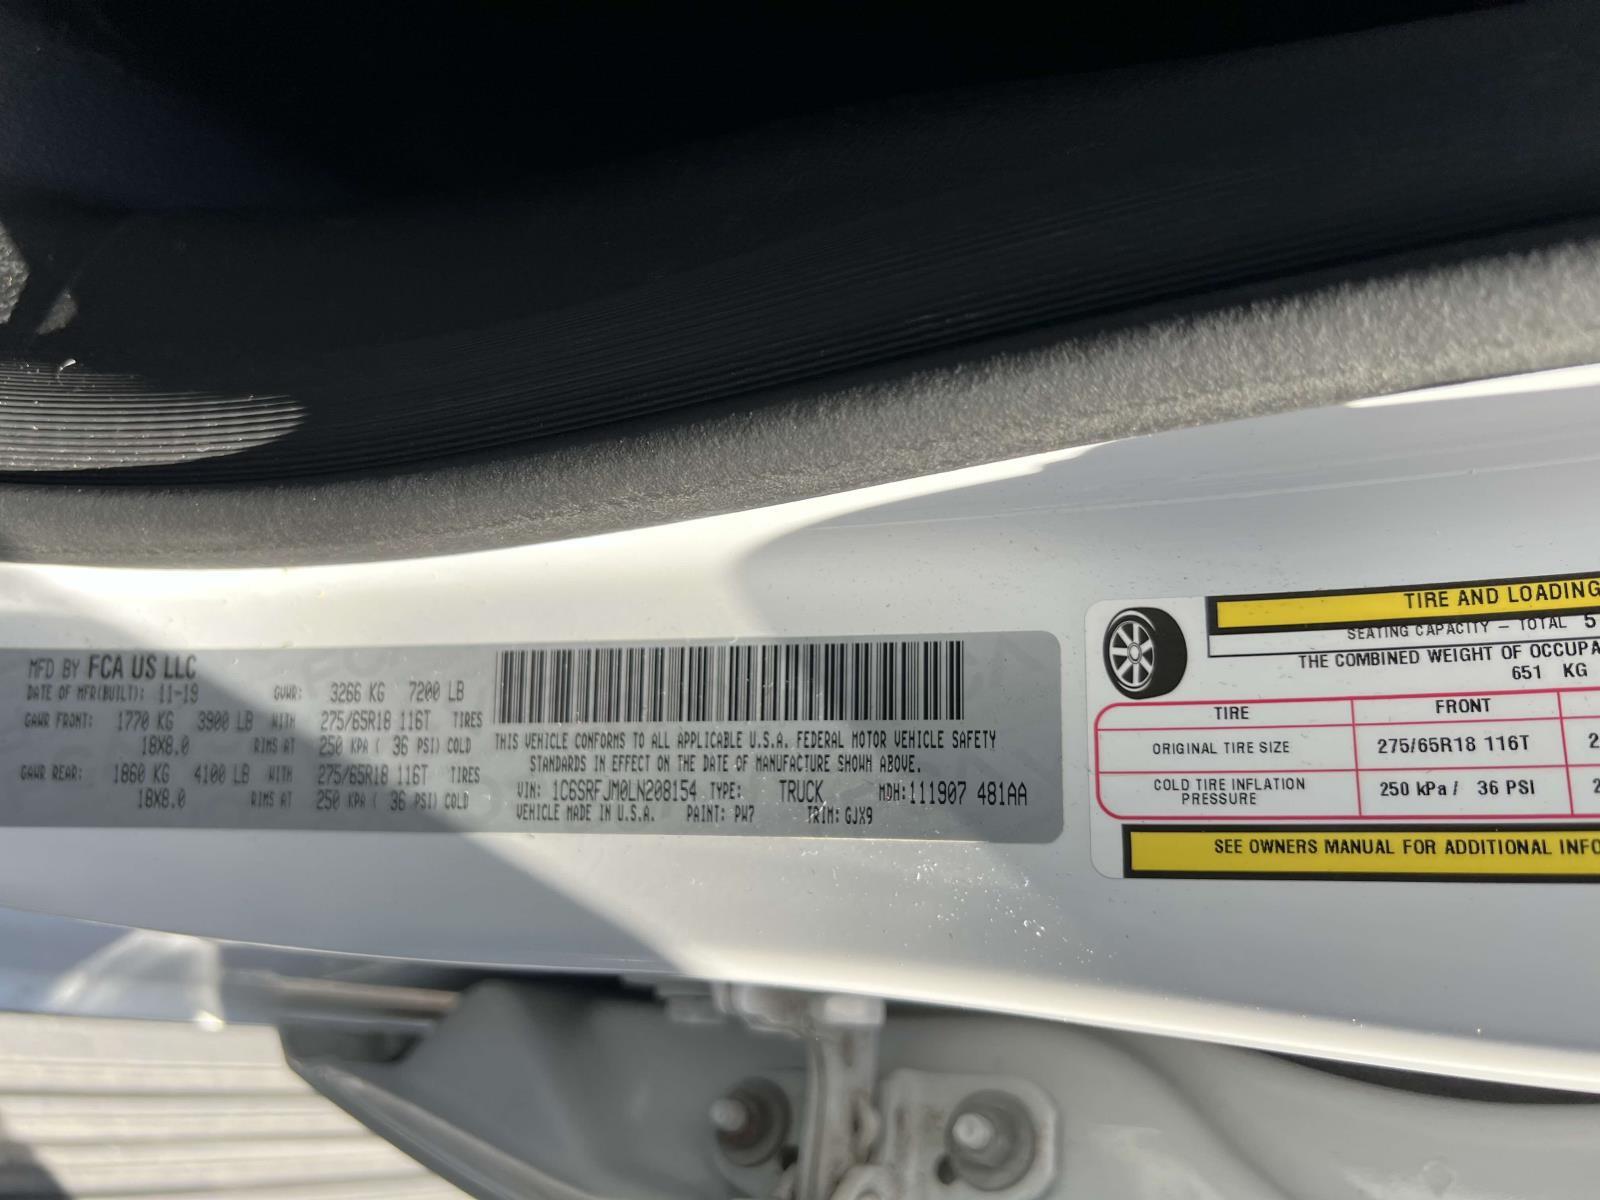 MFD BY FCA US LLC
DATE OF MFR(BUILT): 11-19 GVWR: 3266 KG 7200 LB
GAWR FRONT: 1770 KG 3900 LB WITH 275/65R18 116T TIRES
18X8.0 RIMS AT 250 KPA ( 36 PSI) COLD
GAWR REAR: 1860 KG 4100 LB WITH 275/65R18 116T TIRES
18X8.0 RIMS AT 250 KPA ( 36 PSI) COLD
THIS VEHICLE CONFORMS TO ALL APPLICABLE U.S.A. FEDERAL MOTOR VEHICLE SAFETY
STANDARDS IN EFFECT ON THE DATE OF MANUFACTURE SHOWN ABOVE.
VIN: 1C6SRFJM0LN208154 TYPE: TRUCK MDH: 111907 481AA
VEHICLE MADE IN U.S.A. PAINT: PW7 TRIM: GJX9
TIRE AND LOADING
SEATING CAPACITY – TOTAL 5
THE COMBINED WEIGHT OF OCCUPA
651 KG
TIRE FRONT
ORIGINAL TIRE SIZE 275/65R18 116T 2
COLD TIRE INFLATION
PRESSURE 250 kPa / 36 PSI 2
SEE OWNERS MANUAL FOR ADDITIONAL INFO